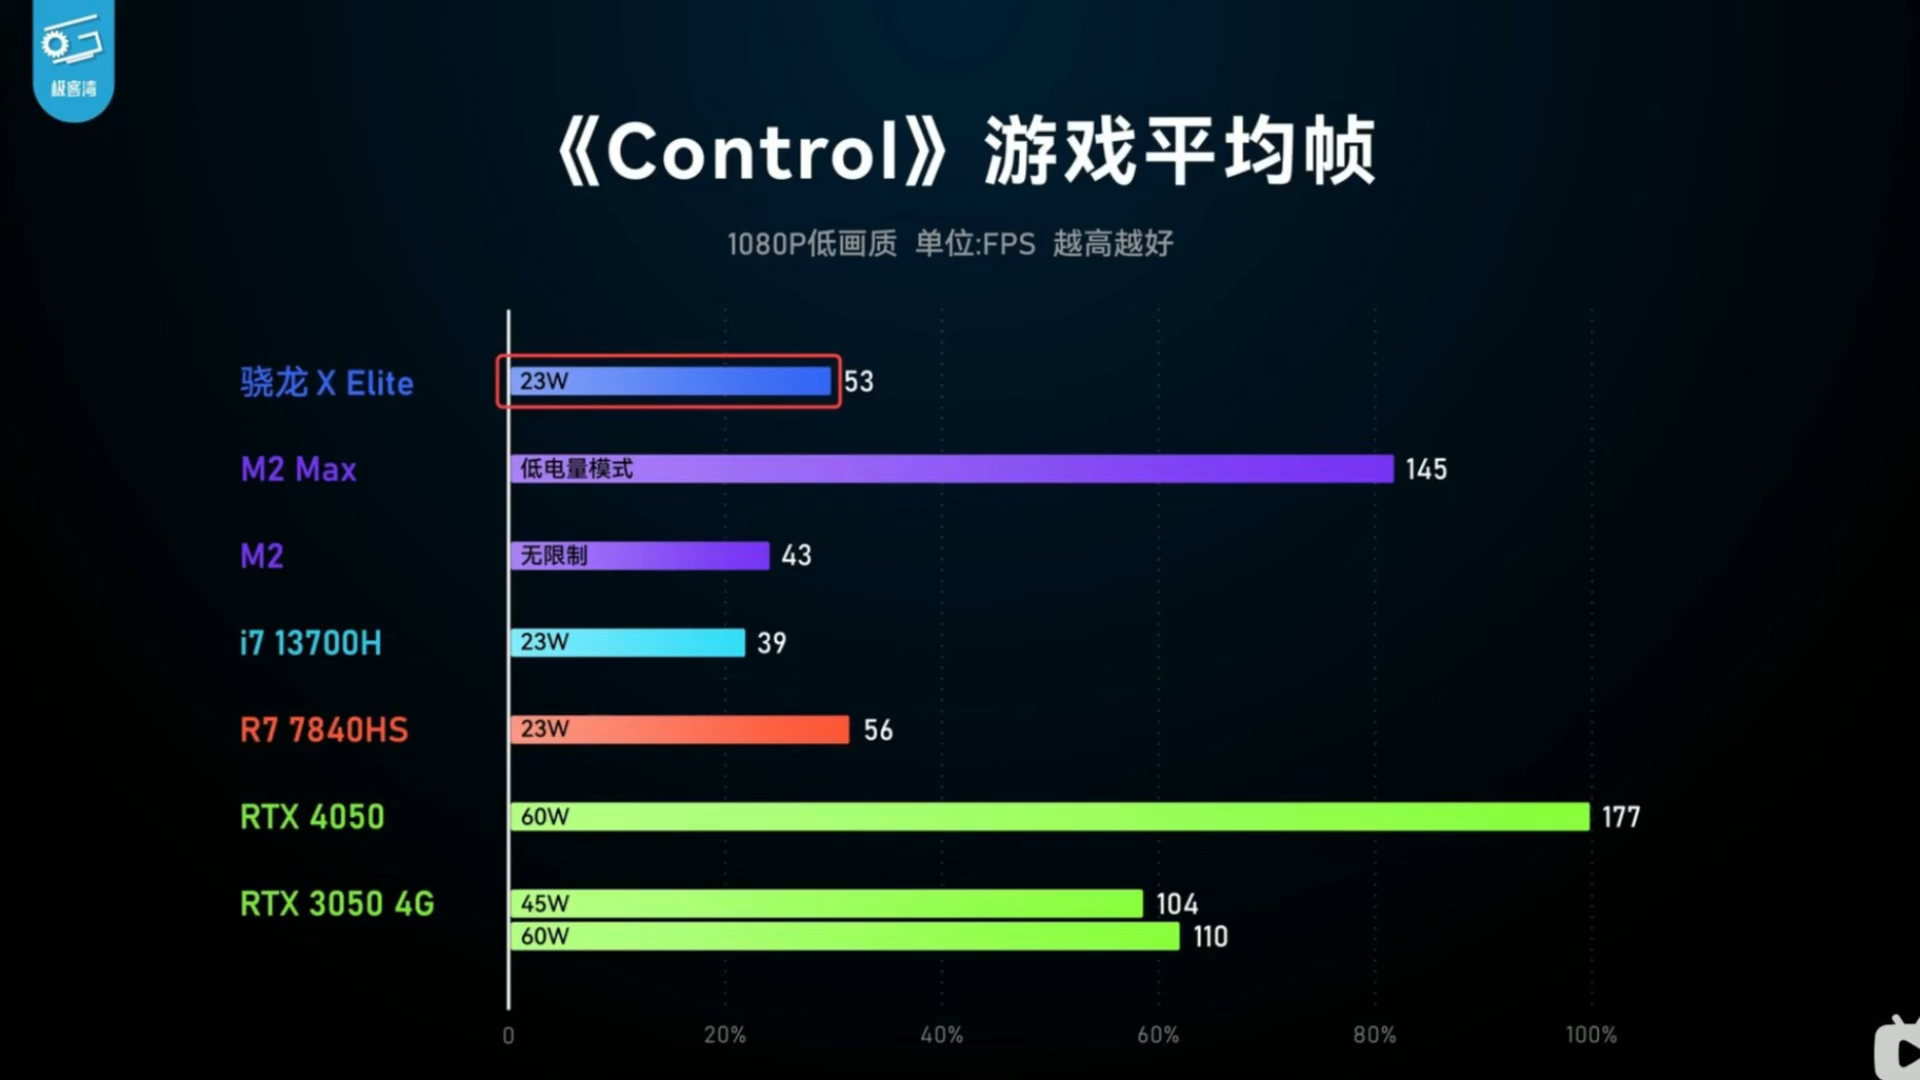 极客湾
《Control》游戏平均帧
1080P低画质 单位:FPS 越高越好
骁龙 X Elite 23W 53
M2 Max 低电量模式 145
M2 无限制 43
i7 13700H 23W 39
R7 7840HS 23W 56
RTX 4050 60W 177
RTX 3050 4G 45W 104
60W 110
0 20% 40% 60% 80% 100%